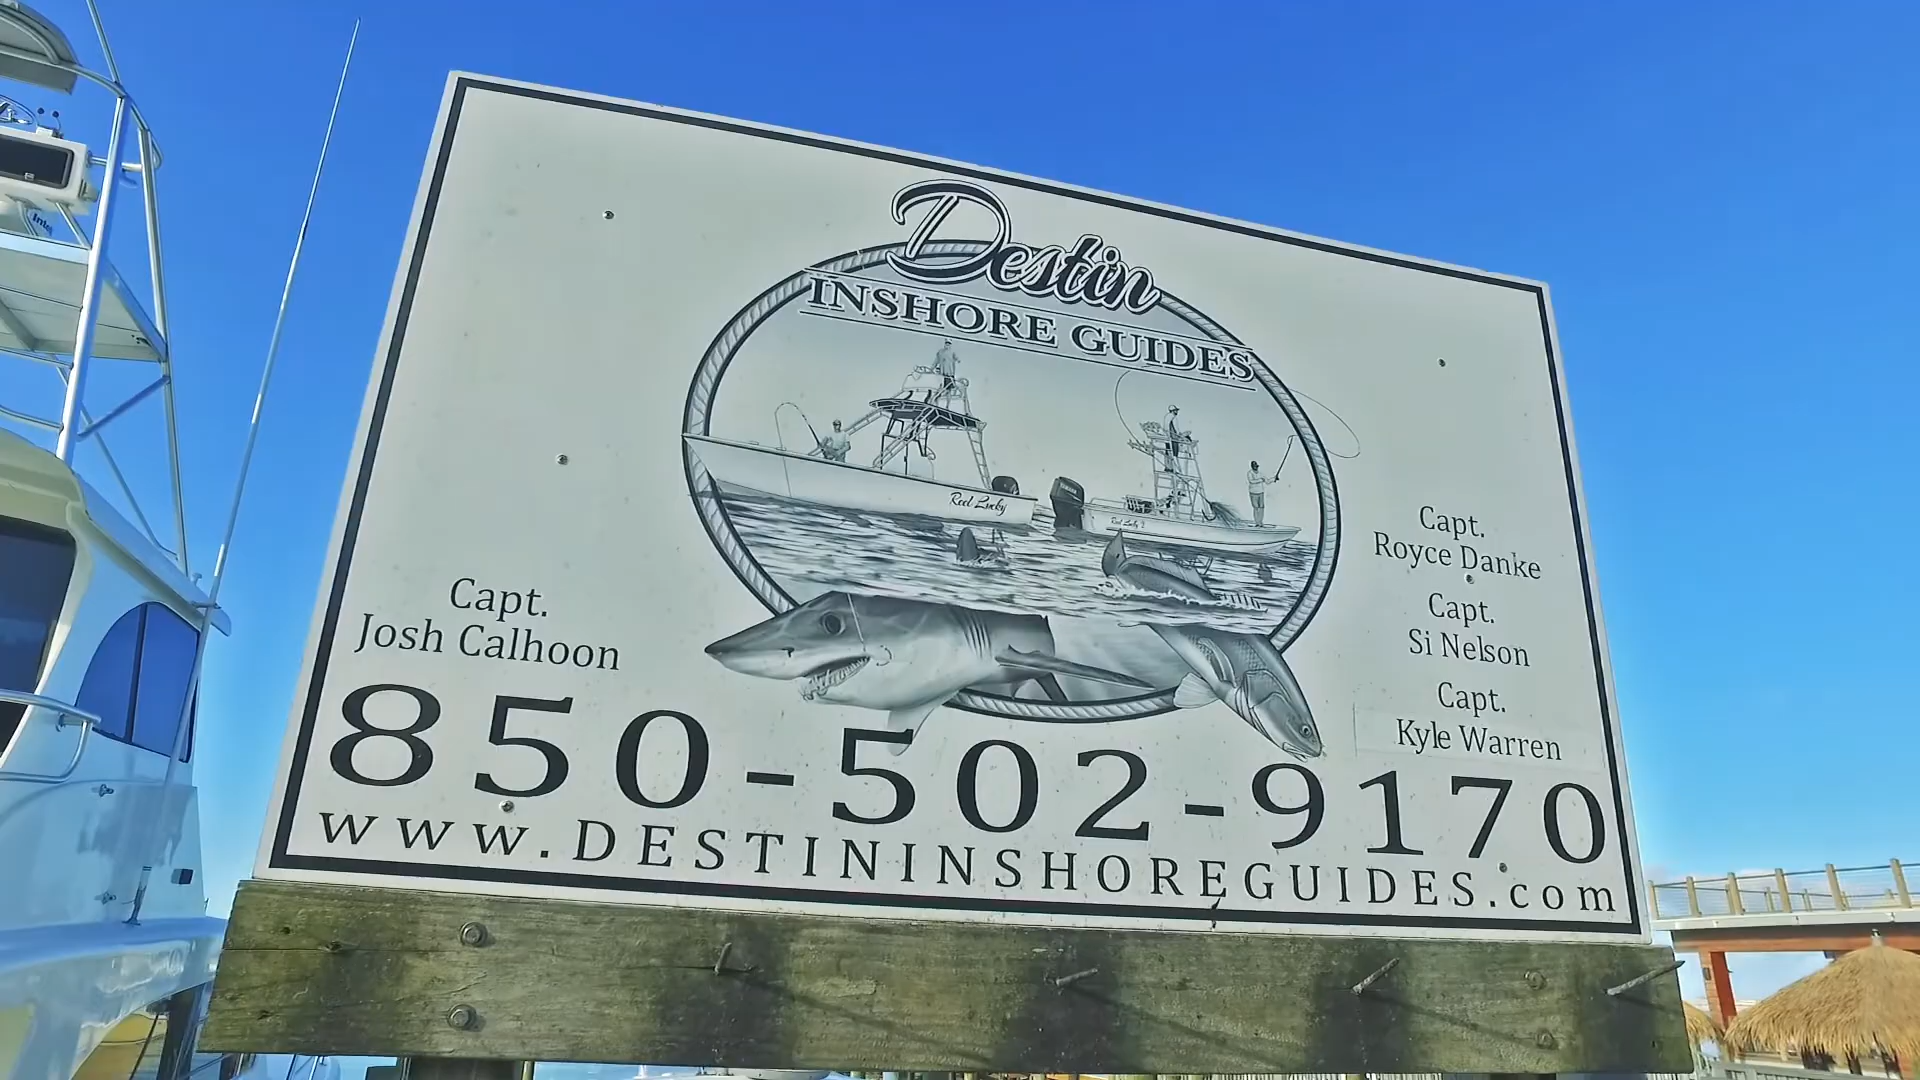 Destin
INSHORE GUIDES
Reel Lucky
Capt.
Josh Calhoon
Capt.
Royce Danke
Capt.
Si Nelson
Capt.
Kyle Warren
850-502-9170
www.DESTININSHOREGUIDES.com